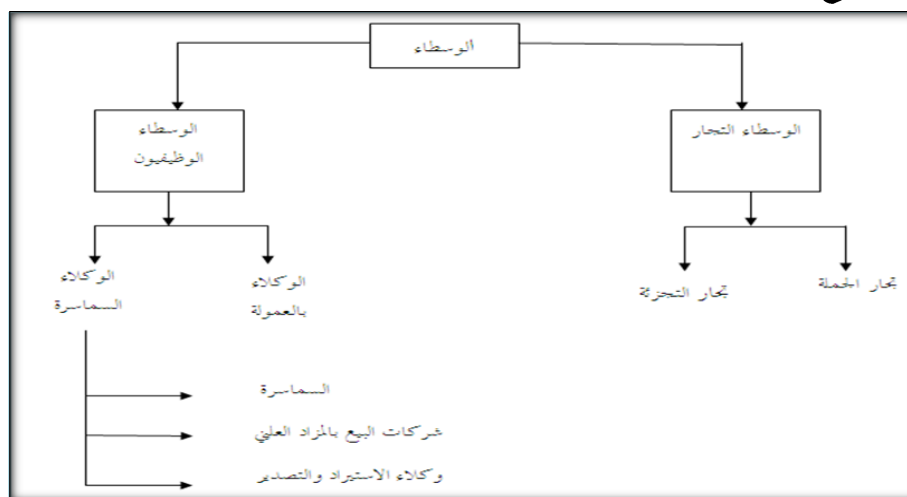 ألوسطاء
الوسطاء التجار
الوسطاء
الوظيفيون
تجار الجملة
تجار التجزئة
الوكلاء
بالعمولة
الوكلاء
السماسرة
السماسرة
شركات البيع بالمزاد العلني
وكلاء الاستيراد والتصدير